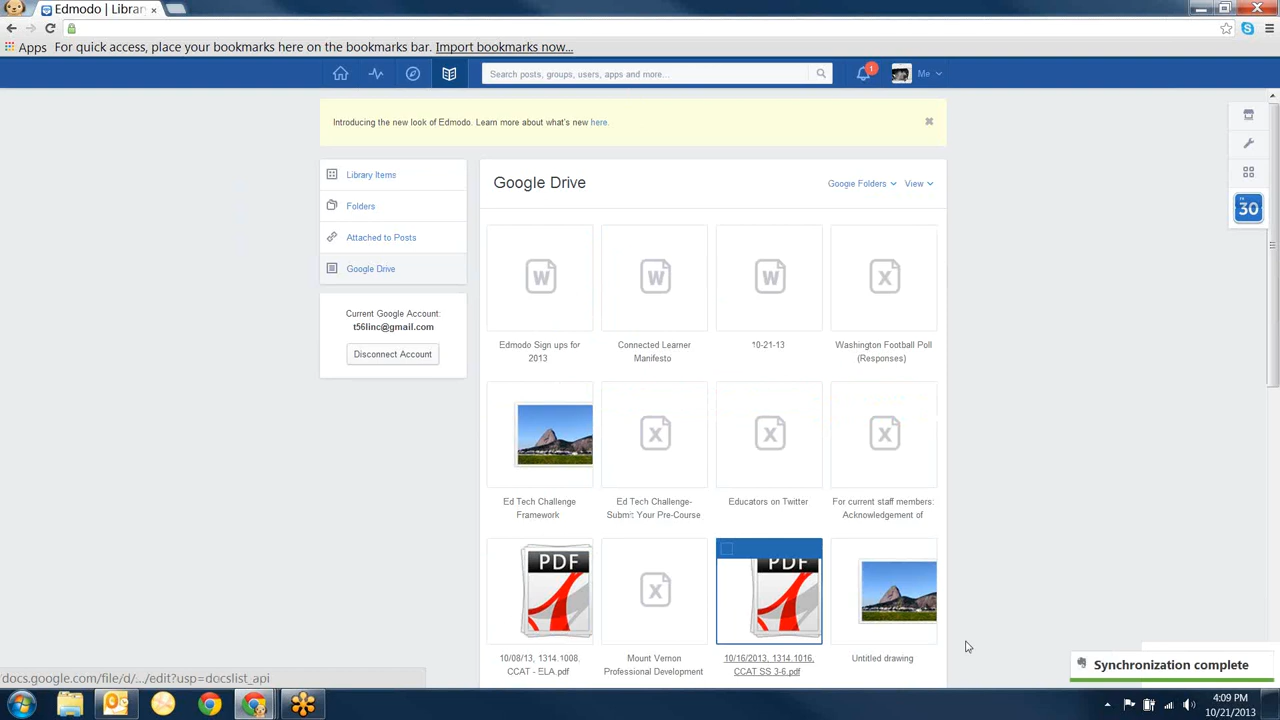 Edmodo | Library
Apps For quick access, place your bookmarks here on the bookmarks bar. Import bookmarks now...
Search posts, groups, users, apps and more...
1
Me
Introducing the new look of Edmodo. Learn more about what's new here.
Library Items
Folders
Attached to Posts
Google Drive
Current Google Account:
t56linc@gmail.com
Disconnect Account
Google Drive
Google Folders
View
30
W
W
W
X
Edmodo Sign ups for
2013
Connected Learner
Manifesto
10-21-13
Washington Football Poll
(Responses)
X
X
X
Ed Tech Challenge
Framework
Ed Tech Challenge-
Submit Your Pre-Course
Educators on Twitter
For current staff members:
Acknowledgement of
PDF
X
PDF
10/08/13, 1314.1008.
CCAT - ELA.pdf
Mount Vernon
Professional Development
10/16/2013, 1314.1016,
CCAT SS 3-6.pdf
Untitled drawing
Synchronization complete
docs.google.com/file/d/.../edit?usp=docslist_api
4:09 PM
10/21/2013